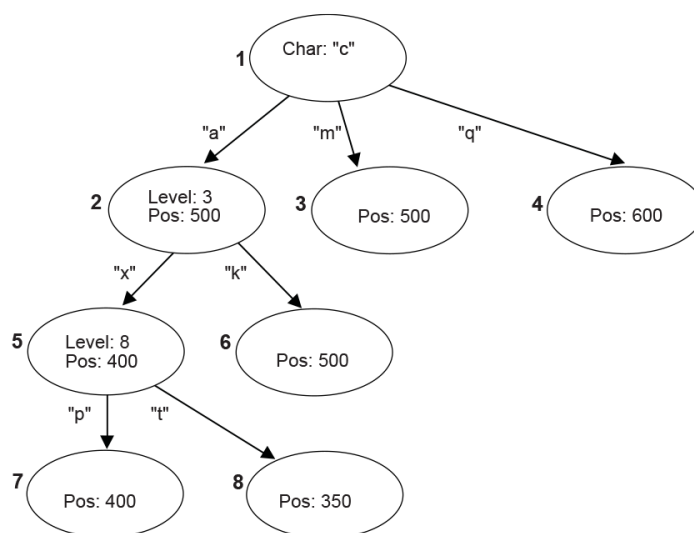 1
Char: "c"
"a"
"m"
"q"
2
Level: 3
Pos: 500
3
Pos: 500
4
Pos: 600
"x"
"k"
5
Level: 8
Pos: 400
6
Pos: 500
"p"
"t"
7
Pos: 400
8
Pos: 350